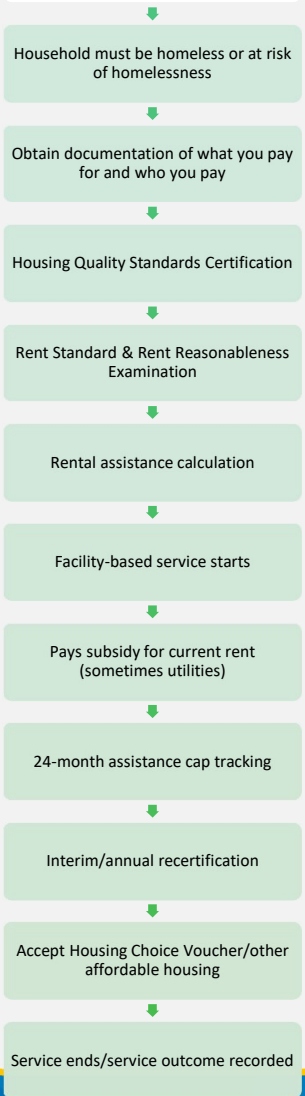 Household must be homeless or at risk
of homelessness
Obtain documentation of what you pay
for and who you pay
Housing Quality Standards Certification
Rent Standard & Rent Reasonableness
Examination
Rental assistance calculation
Facility-based service starts
Pays subsidy for current rent
(sometimes utilities)
24-month assistance cap tracking
Interim/annual recertification
Accept Housing Choice Voucher/other
affordable housing
Service ends/service outcome recorded